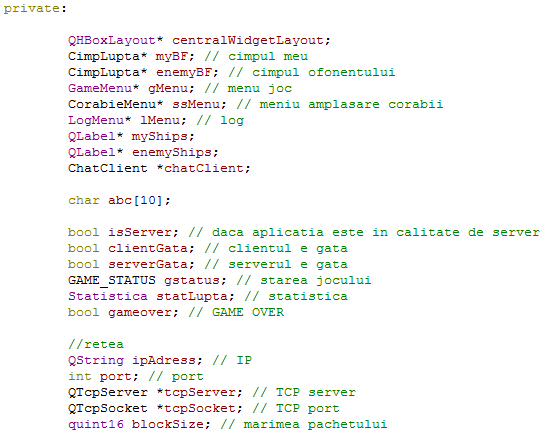 private:
QHBoxLayout* centralWidgetLayout;
CimpLupta* myBF; // cimpul meu
CimpLupta* enemyBF; // cimpul ofonentului
GameMenu* gMenu; // menu joc
CorabieMenu* ssMenu; // meniu amplasare corabii
LogMenu* lMenu; // log
QLabel* myShips;
QLabel* enemyShips;
ChatClient *chatClient;
char abc[10];
bool isServer; // daca aplicatia este in calitate de server
bool clientGata; // clientul e gata
bool serverGata; // serverul e gata
GAME_STATUS gstatus; // starea jocului
Statistica statLupta; // statistica
bool gameover; // GAME OVER
//retea
QString ipAdress; // IP
int port; // port
QTcpServer *tcpServer; // TCP server
QTcpSocket *tcpSocket; // TCP port
quint16 blockSize; // marimea pachetului